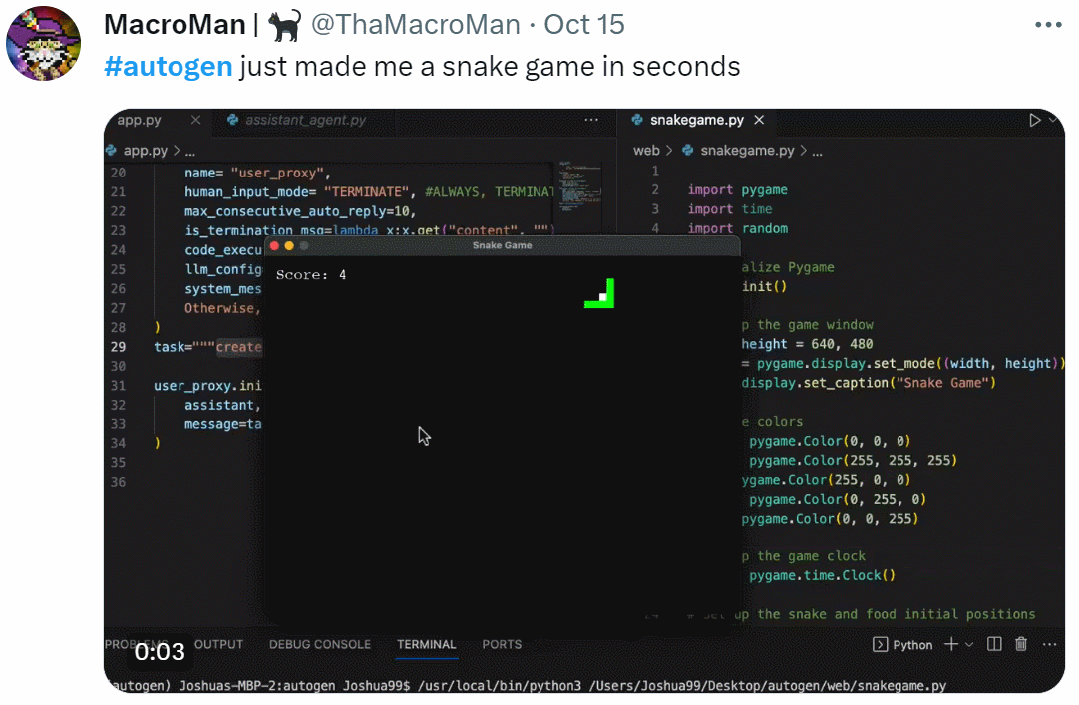 MacroMan | 🐈‍⬛ @ThaMacroMan · Oct 15
#autogen just made me a snake game in seconds
app.py
assistant_agent.py
app.py > ...
20 name= "user_proxy",
21 human_input_mode= "TERMINATE", #ALWAYS, TERMINAT
22 max_consecutive_auto_reply=10,
23 is_termination_msg=lambda x:x.get("content", "")
24 code_execu
25 llm_config
26 system_mes
27 Otherwise,
28 )
29 task="""create
30
31 user_proxy.ini
32 assistant,
33 message=ta
34 )
35
36
snakegame.py
web > snakegame.py > ...
1
2 import pygame
3 import time
4 import random
alize Pygame
init()
p the game window
height = 640, 480
= pygame.display.set_mode((width, height))
display.set_caption("Snake Game")
e colors
pygame.Color(0, 0, 0)
pygame.Color(255, 255, 255)
ygame.Color(255, 0, 0)
pygame.Color(0, 255, 0)
pygame.Color(0, 0, 255)
p the game clock
pygame.time.Clock()
24 # Set up the snake and food initial positions
Snake Game
Score: 4
PROBLEMS OUTPUT DEBUG CONSOLE TERMINAL PORTS
Python
0:03
autogen) Joshuas-MBP-2:autogen Joshua99$ /usr/local/bin/python3 /Users/Joshua99/Desktop/autogen/web/snakegame.py